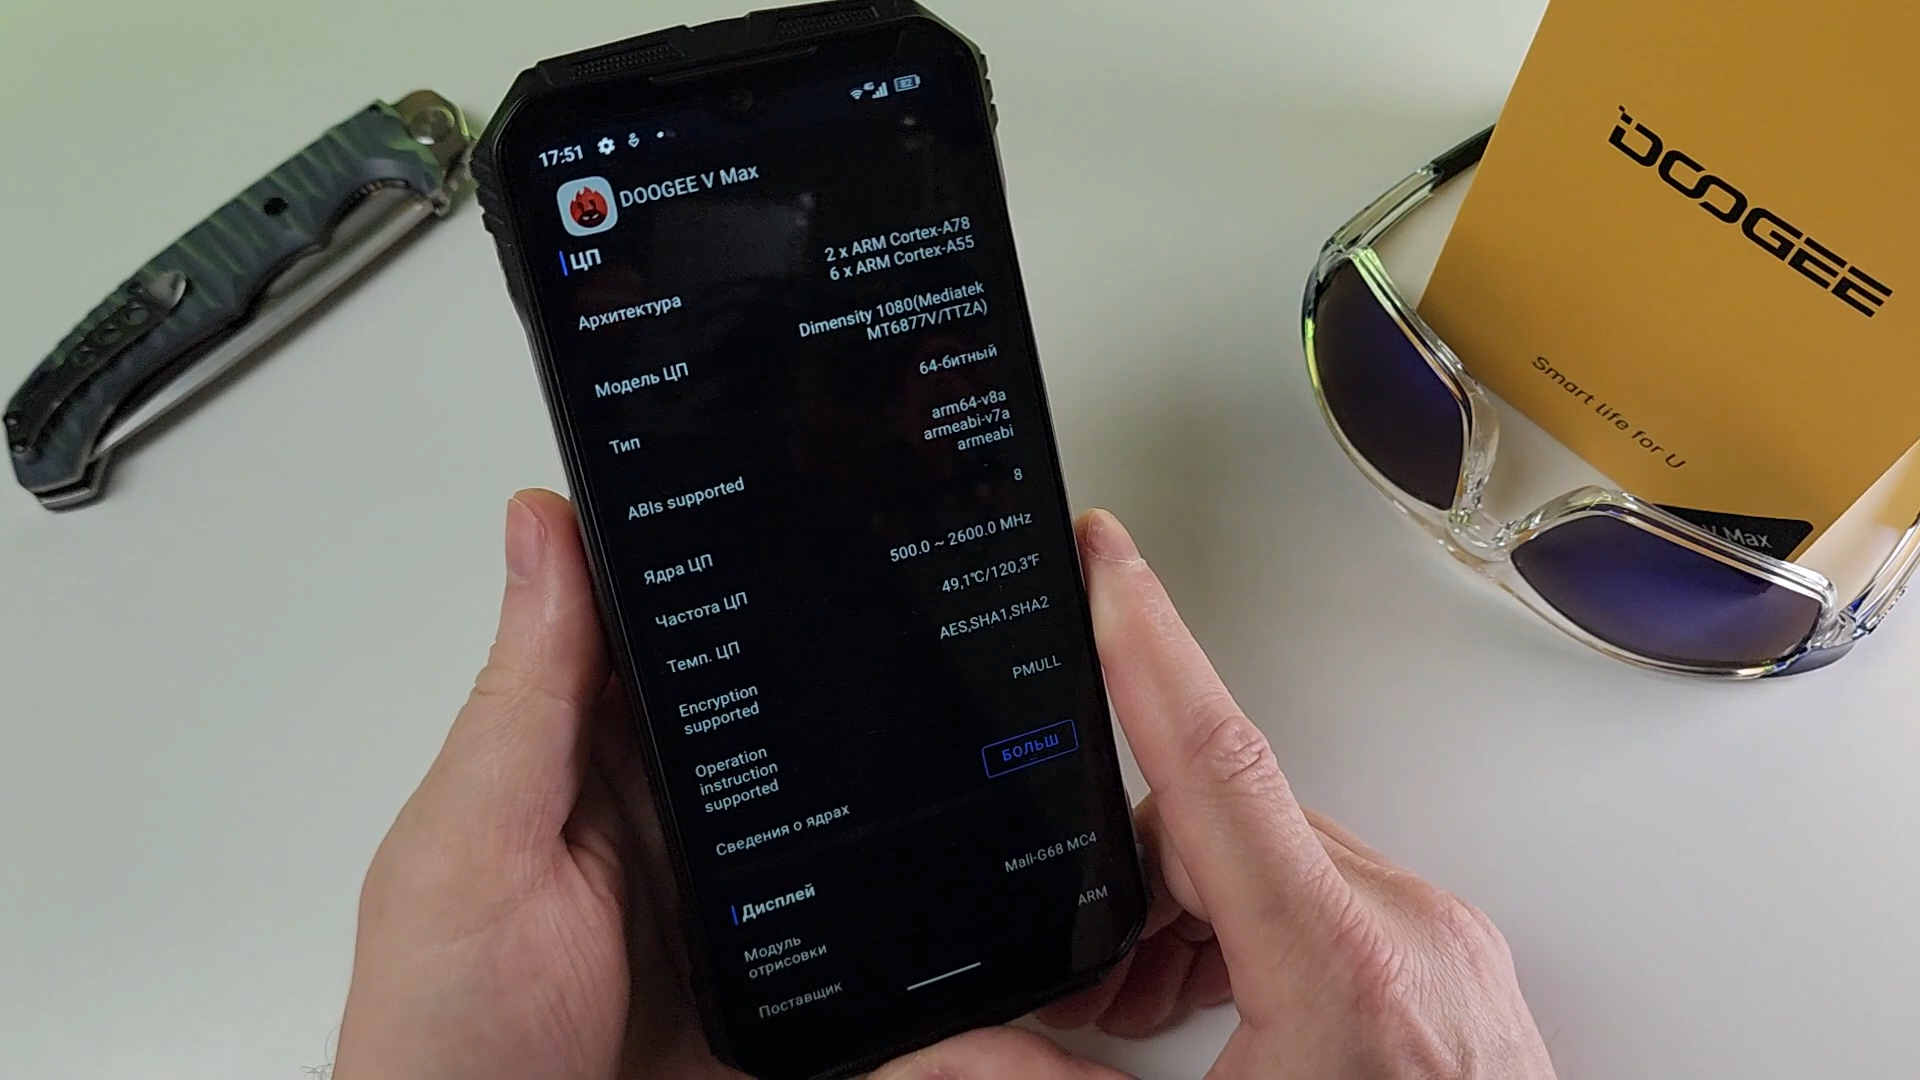 17:51
4G
82
DOOGEE V Max
ЦП
Архитектура
2 x ARM Cortex-A78
6 x ARM Cortex-A55
Модель ЦП
Dimensity 1080(Mediatek
MT6877V/TTZA)
Тип
64-битный
ABIs supported
arm64-v8a
armeabi-v7a
armeabi
Ядра ЦП
8
Частота ЦП
500.0 ~ 2600.0 MHz
Темп. ЦП
49,1℃/120,3℉
Encryption
supported
AES,SHA1,SHA2
Operation
instruction
supported
PMULL
Сведения о ядрах
БОЛЬШ
Дисплей
Модуль
отрисовки
Mali-G68 MC4
Поставщик
ARM
DOOGEE
Smart life for U
V Max